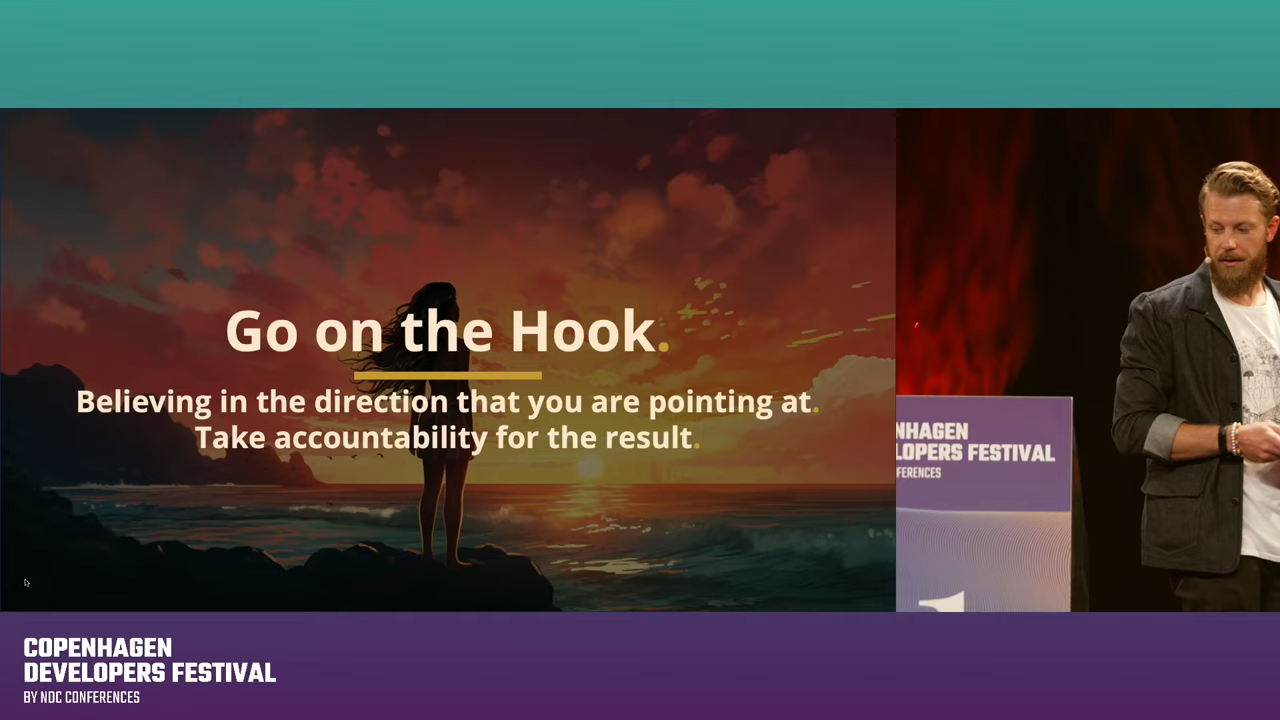 Go on the Hook.
Believing in the direction that you are pointing at.
Take accountability for the result.
NHAGEN
LOPERS FESTIVAL
FERENCES
COPENHAGEN
DEVELOPERS FESTIVAL
BY NDC CONFERENCES